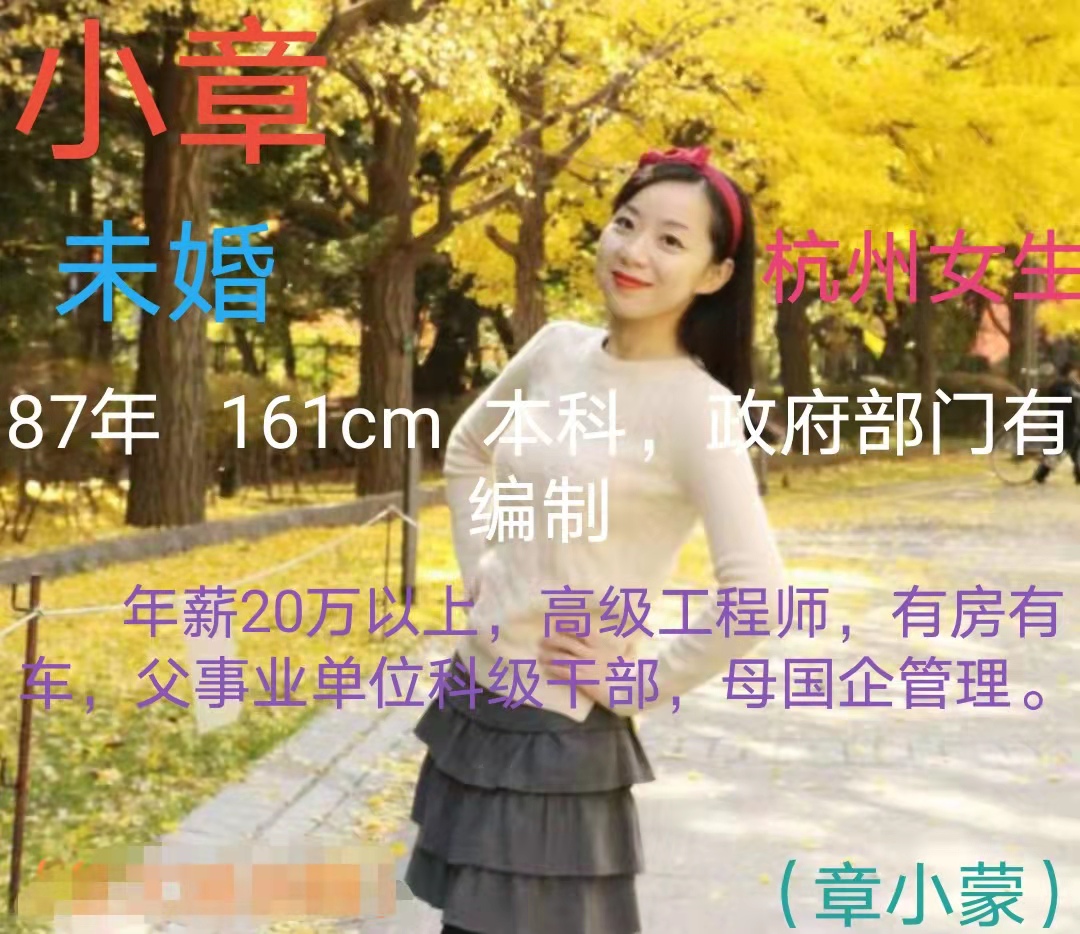 小章
未婚
杭州女生
87年 161cm 本科，政府部门有
编制
年薪20万以上，高级工程师，有房有
车，父事业单位科级干部，母国企管理。
（章小蒙）